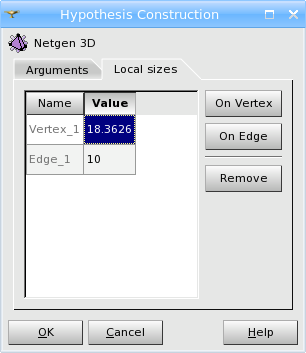 Hypothesis Construction
Netgen 3D
Arguments Local sizes
Name Value
Vertex_1 18.3626
Edge_1 10
On Vertex
On Edge
Remove
OK Cancel Help